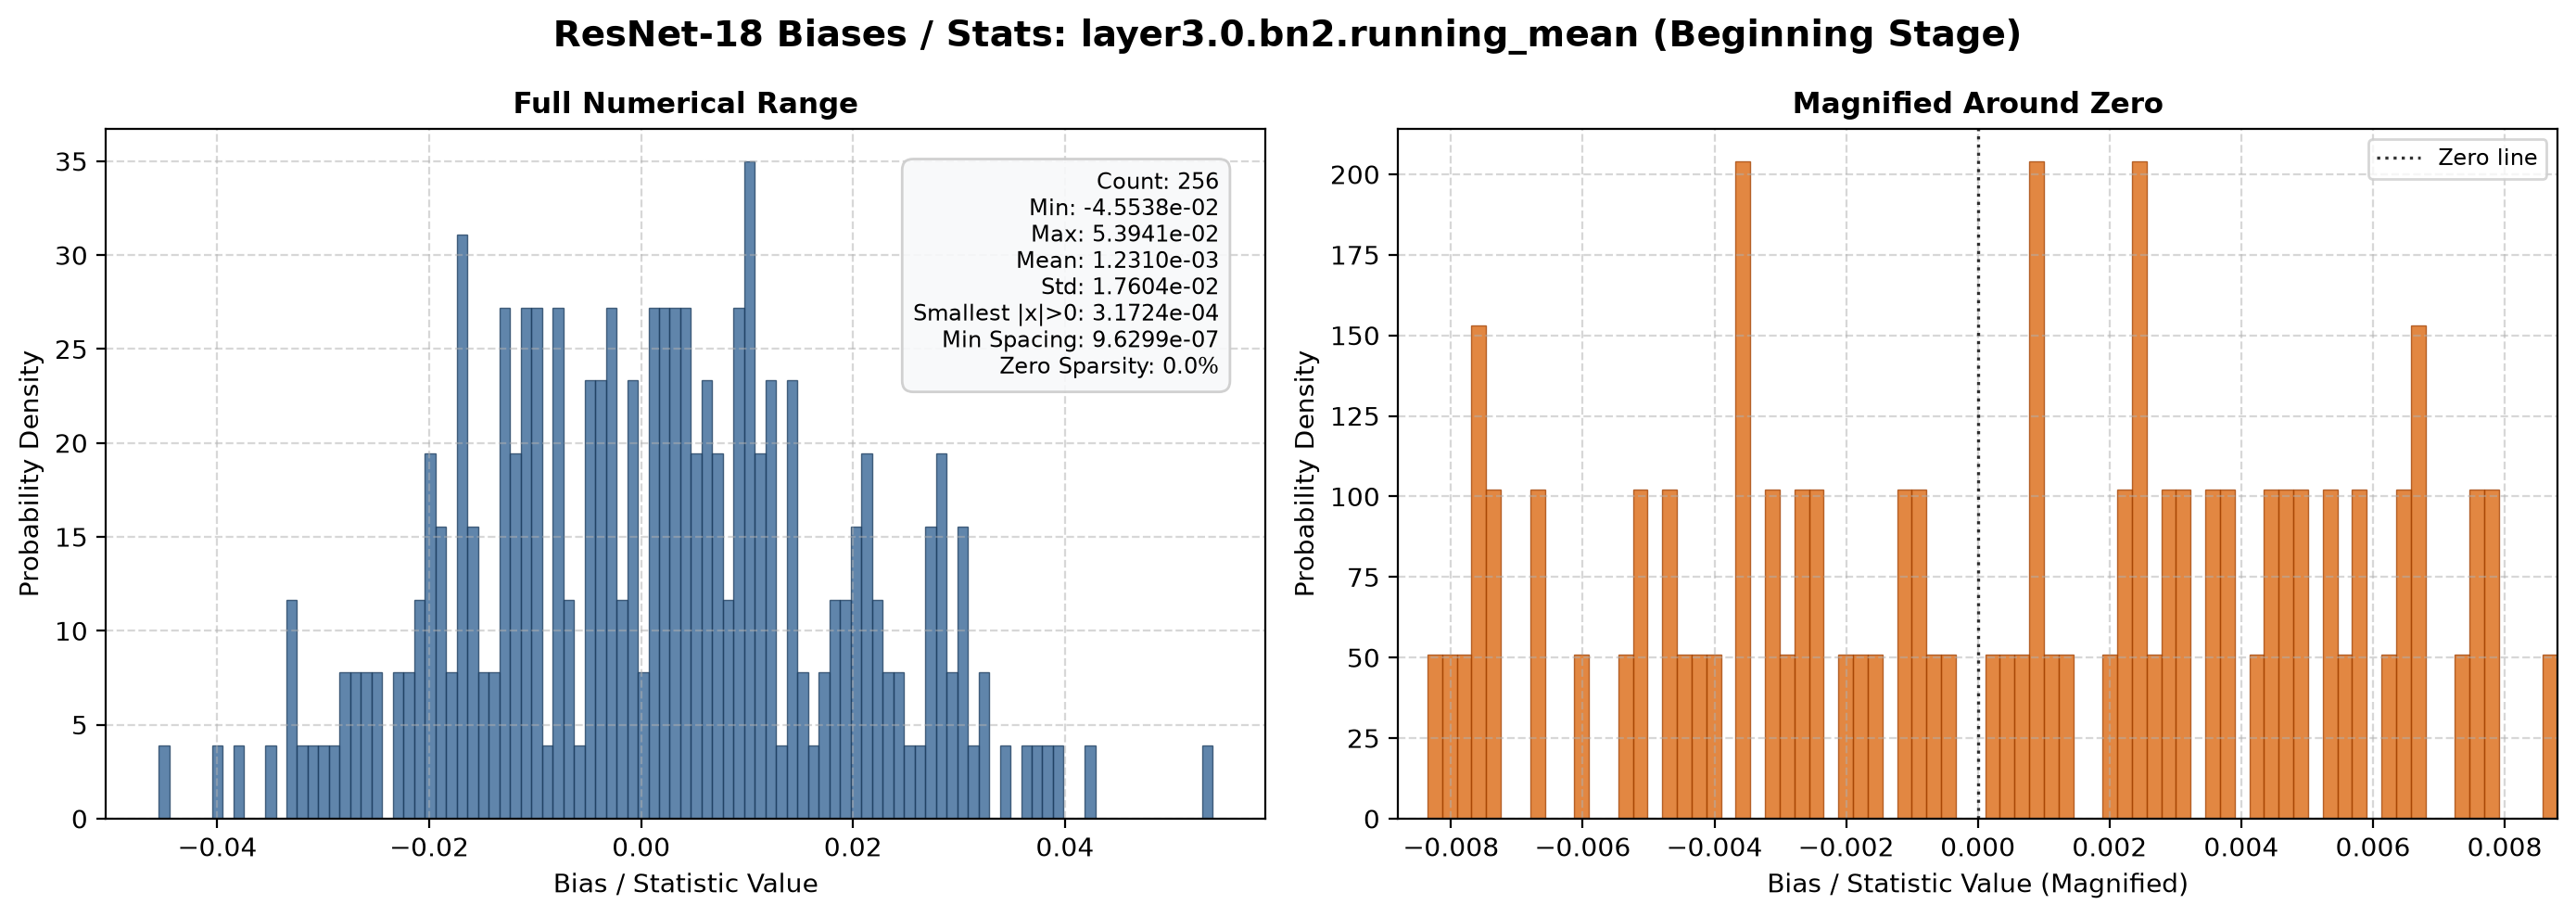 ResNet-18 Biases / Stats: layer3.0.bn2.running_mean (Beginning Stage)
Full Numerical Range
Probability Density
35
30
25
20
15
10
5
0
Count: 256
Min: -4.5538e-02
Max: 5.3941e-02
Mean: 1.2310e-03
Std: 1.7604e-02
Smallest |x|>0: 3.1724e-04
Min Spacing: 9.6299e-07
Zero Sparsity: 0.0%
−0.04 −0.02 0.00 0.02 0.04
Bias / Statistic Value
Magnified Around Zero
Probability Density
200
175
150
125
100
75
50
25
0
Zero line
−0.008 −0.006 −0.004 −0.002 0.000 0.002 0.004 0.006 0.008
Bias / Statistic Value (Magnified)